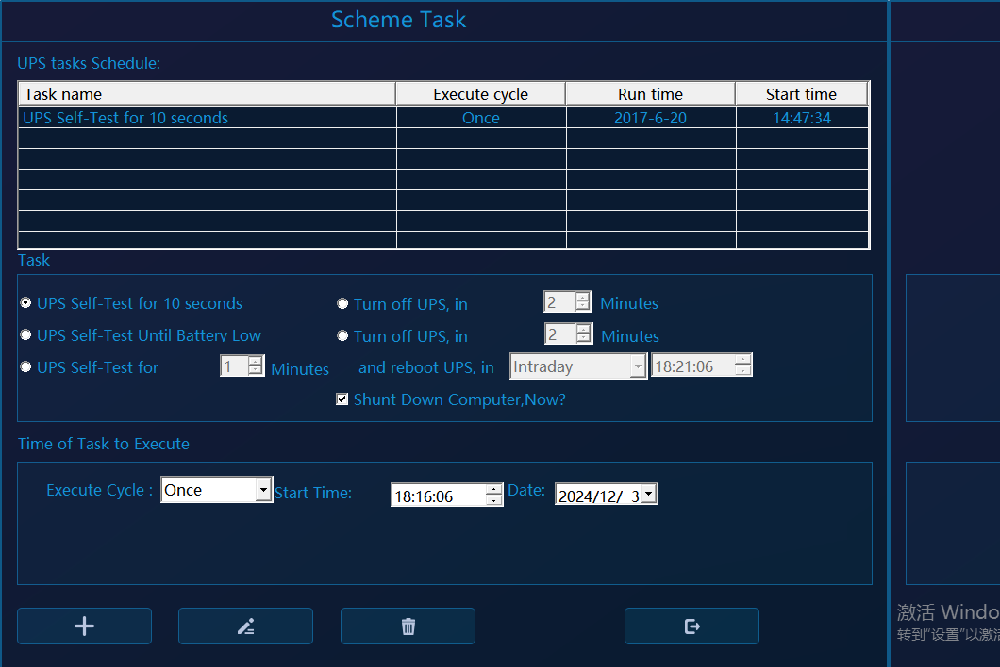 Scheme Task
UPS tasks Schedule:
Task name Execute cycle Run time Start time
UPS Self-Test for 10 seconds Once 2017-6-20 14:47:34
Task
UPS Self-Test for 10 seconds Turn off UPS, in 2 Minutes
UPS Self-Test Until Battery Low Turn off UPS, in 2 Minutes
UPS Self-Test for 1 Minutes and reboot UPS, in Intraday 18:21:06
Shunt Down Computer,Now?
Time of Task to Execute
Execute Cycle : Once Start Time: 18:16:06 Date: 2024/12/ 3
激活 Windo
转到"设置"以激